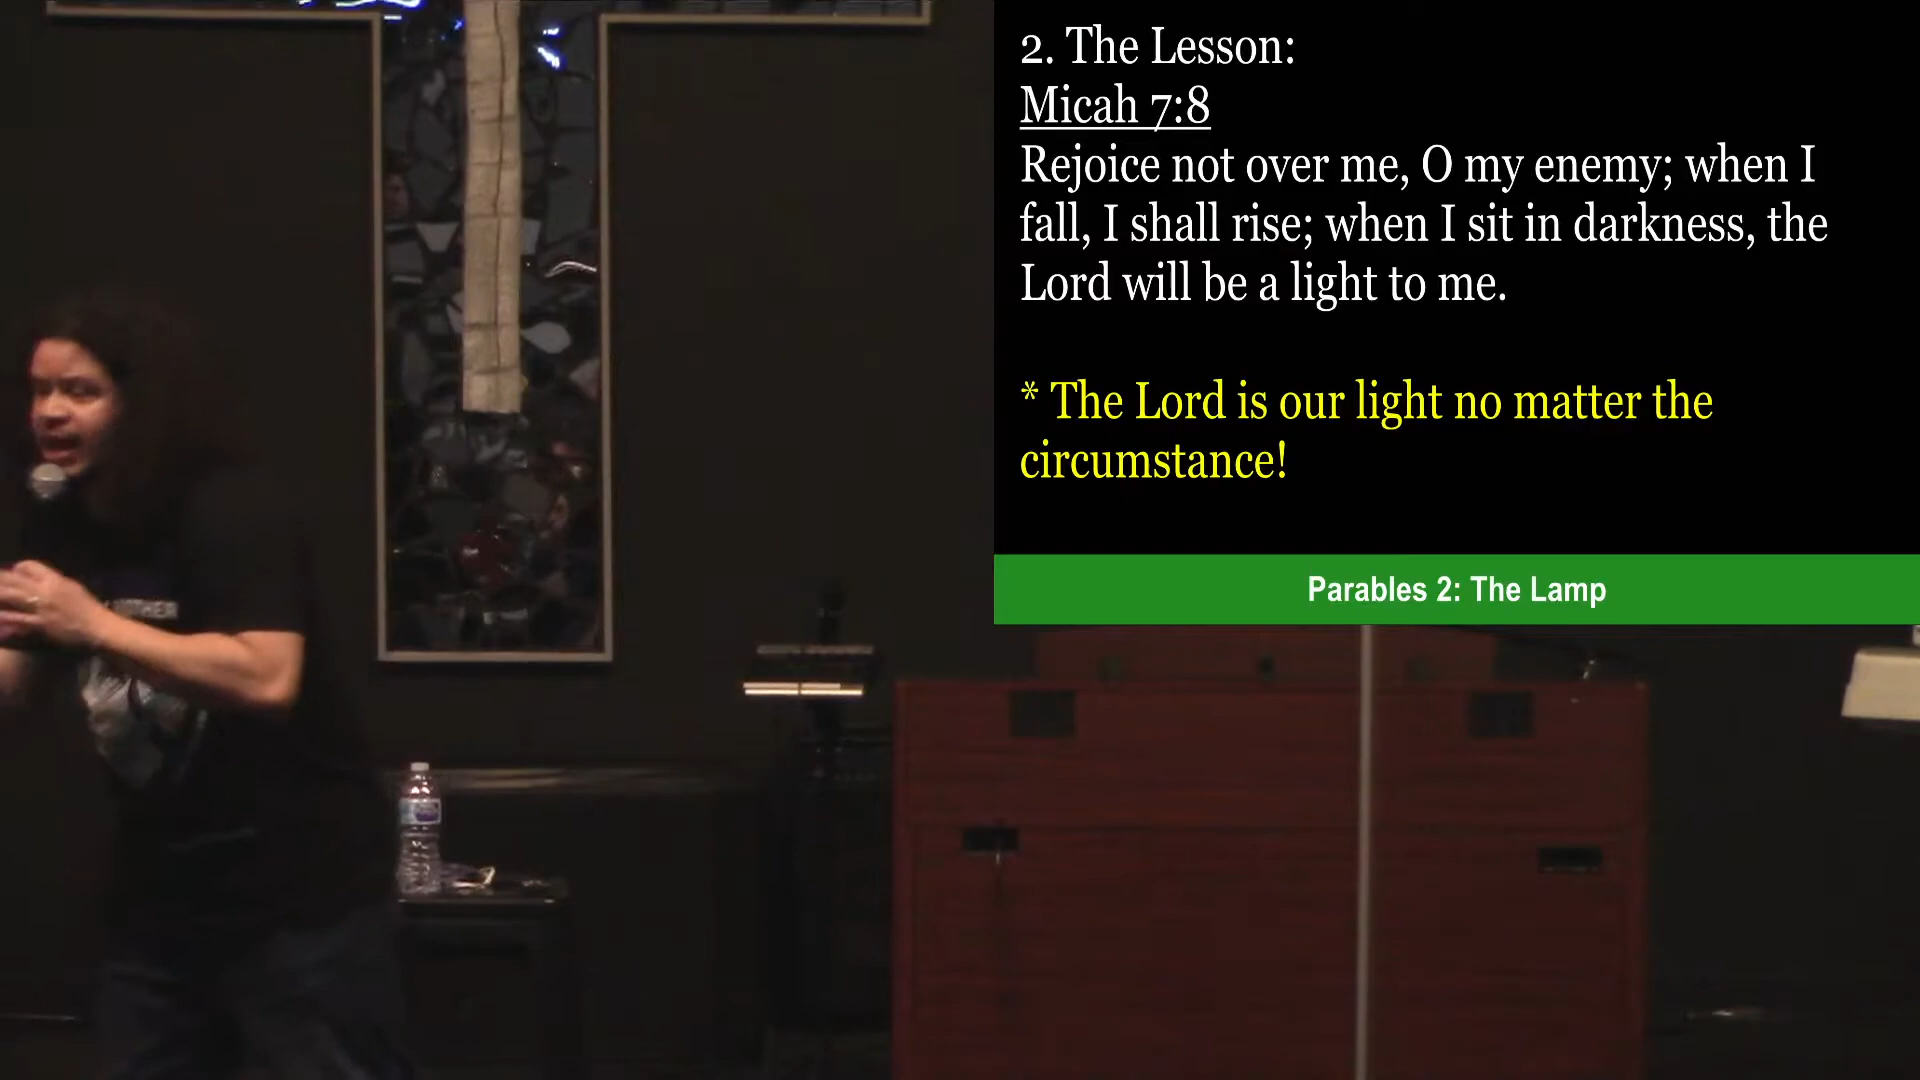 2. The Lesson:
Micah 7:8
Rejoice not over me, O my enemy; when I
fall, I shall rise; when I sit in darkness, the
Lord will be a light to me.
* The Lord is our light no matter the
circumstance!
Parables 2: The Lamp